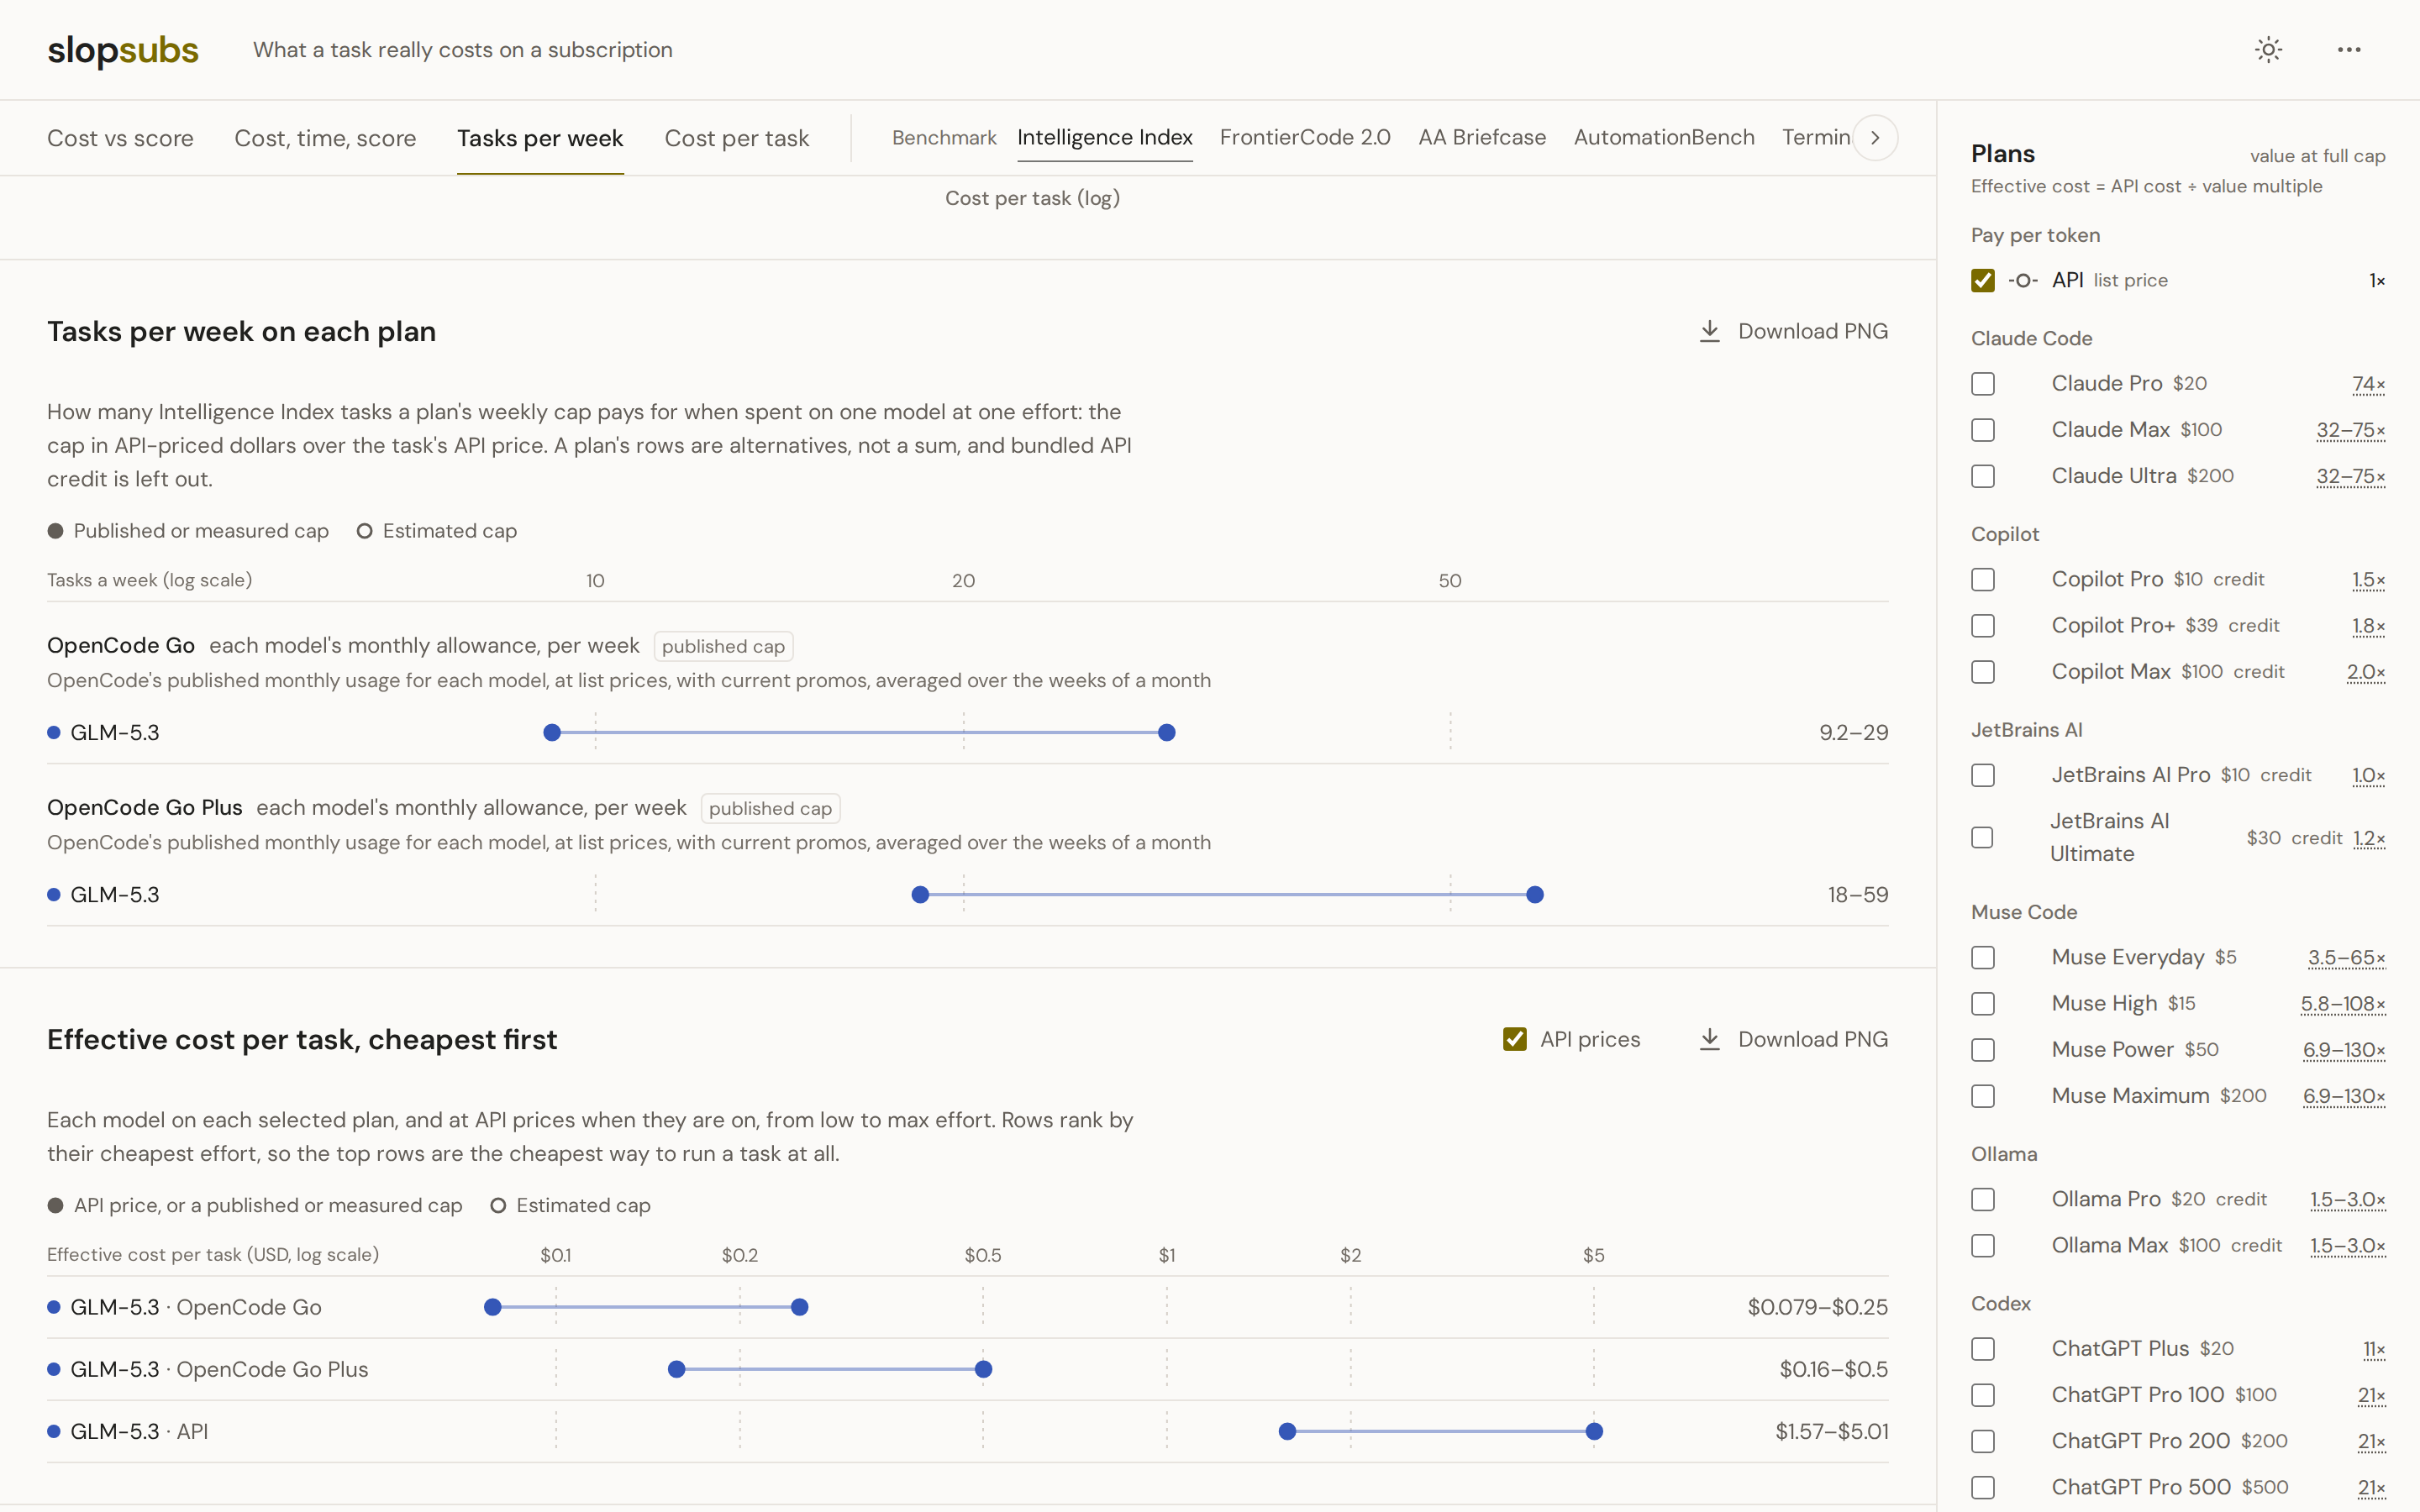 slopsubs
What a task really costs on a subscription
Cost vs score
Cost, time, score
Tasks per week
Cost per task
Benchmark
Intelligence Index
FrontierCode 2.0
AA Briefcase
AutomationBench
Termin
Cost per task (log)
Tasks per week on each plan
Download PNG
How many Intelligence Index tasks a plan's weekly cap pays for when spent on one model at one effort: the
cap in API-priced dollars over the task's API price. A plan's rows are alternatives, not a sum, and bundled API
credit is left out.
Published or measured cap
Estimated cap
Tasks a week (log scale)
10
20
50
OpenCode Go each model's monthly allowance, per week published cap
OpenCode's published monthly usage for each model, at list prices, with current promos, averaged over the weeks of a month
GLM-5.3
9.2–29
OpenCode Go Plus each model's monthly allowance, per week published cap
OpenCode's published monthly usage for each model, at list prices, with current promos, averaged over the weeks of a month
GLM-5.3
18–59
Effective cost per task, cheapest first
API prices
Download PNG
Each model on each selected plan, and at API prices when they are on, from low to max effort. Rows rank by
their cheapest effort, so the top rows are the cheapest way to run a task at all.
API price, or a published or measured cap
Estimated cap
Effective cost per task (USD, log scale)
$0.1
$0.2
$0.5
$1
$2
$5
GLM-5.3 · OpenCode Go
$0.079–$0.25
GLM-5.3 · OpenCode Go Plus
$0.16–$0.5
GLM-5.3 · API
$1.57–$5.01
Plans
value at full cap
Effective cost = API cost ÷ value multiple
Pay per token
API list price 1×
Claude Code
Claude Pro $20 74×
Claude Max $100 32–75×
Claude Ultra $200 32–75×
Copilot
Copilot Pro $10 credit 1.5×
Copilot Pro+ $39 credit 1.8×
Copilot Max $100 credit 2.0×
JetBrains AI
JetBrains AI Pro $10 credit 1.0×
JetBrains AI
Ultimate
$30 credit 1.2×
Muse Code
Muse Everyday $5 3.5–65×
Muse High $15 5.8–108×
Muse Power $50 6.9–130×
Muse Maximum $200 6.9–130×
Ollama
Ollama Pro $20 credit 1.5–3.0×
Ollama Max $100 credit 1.5–3.0×
Codex
ChatGPT Plus $20 11×
ChatGPT Pro 100 $100 21×
ChatGPT Pro 200 $200 21×
ChatGPT Pro 500 $500 21×